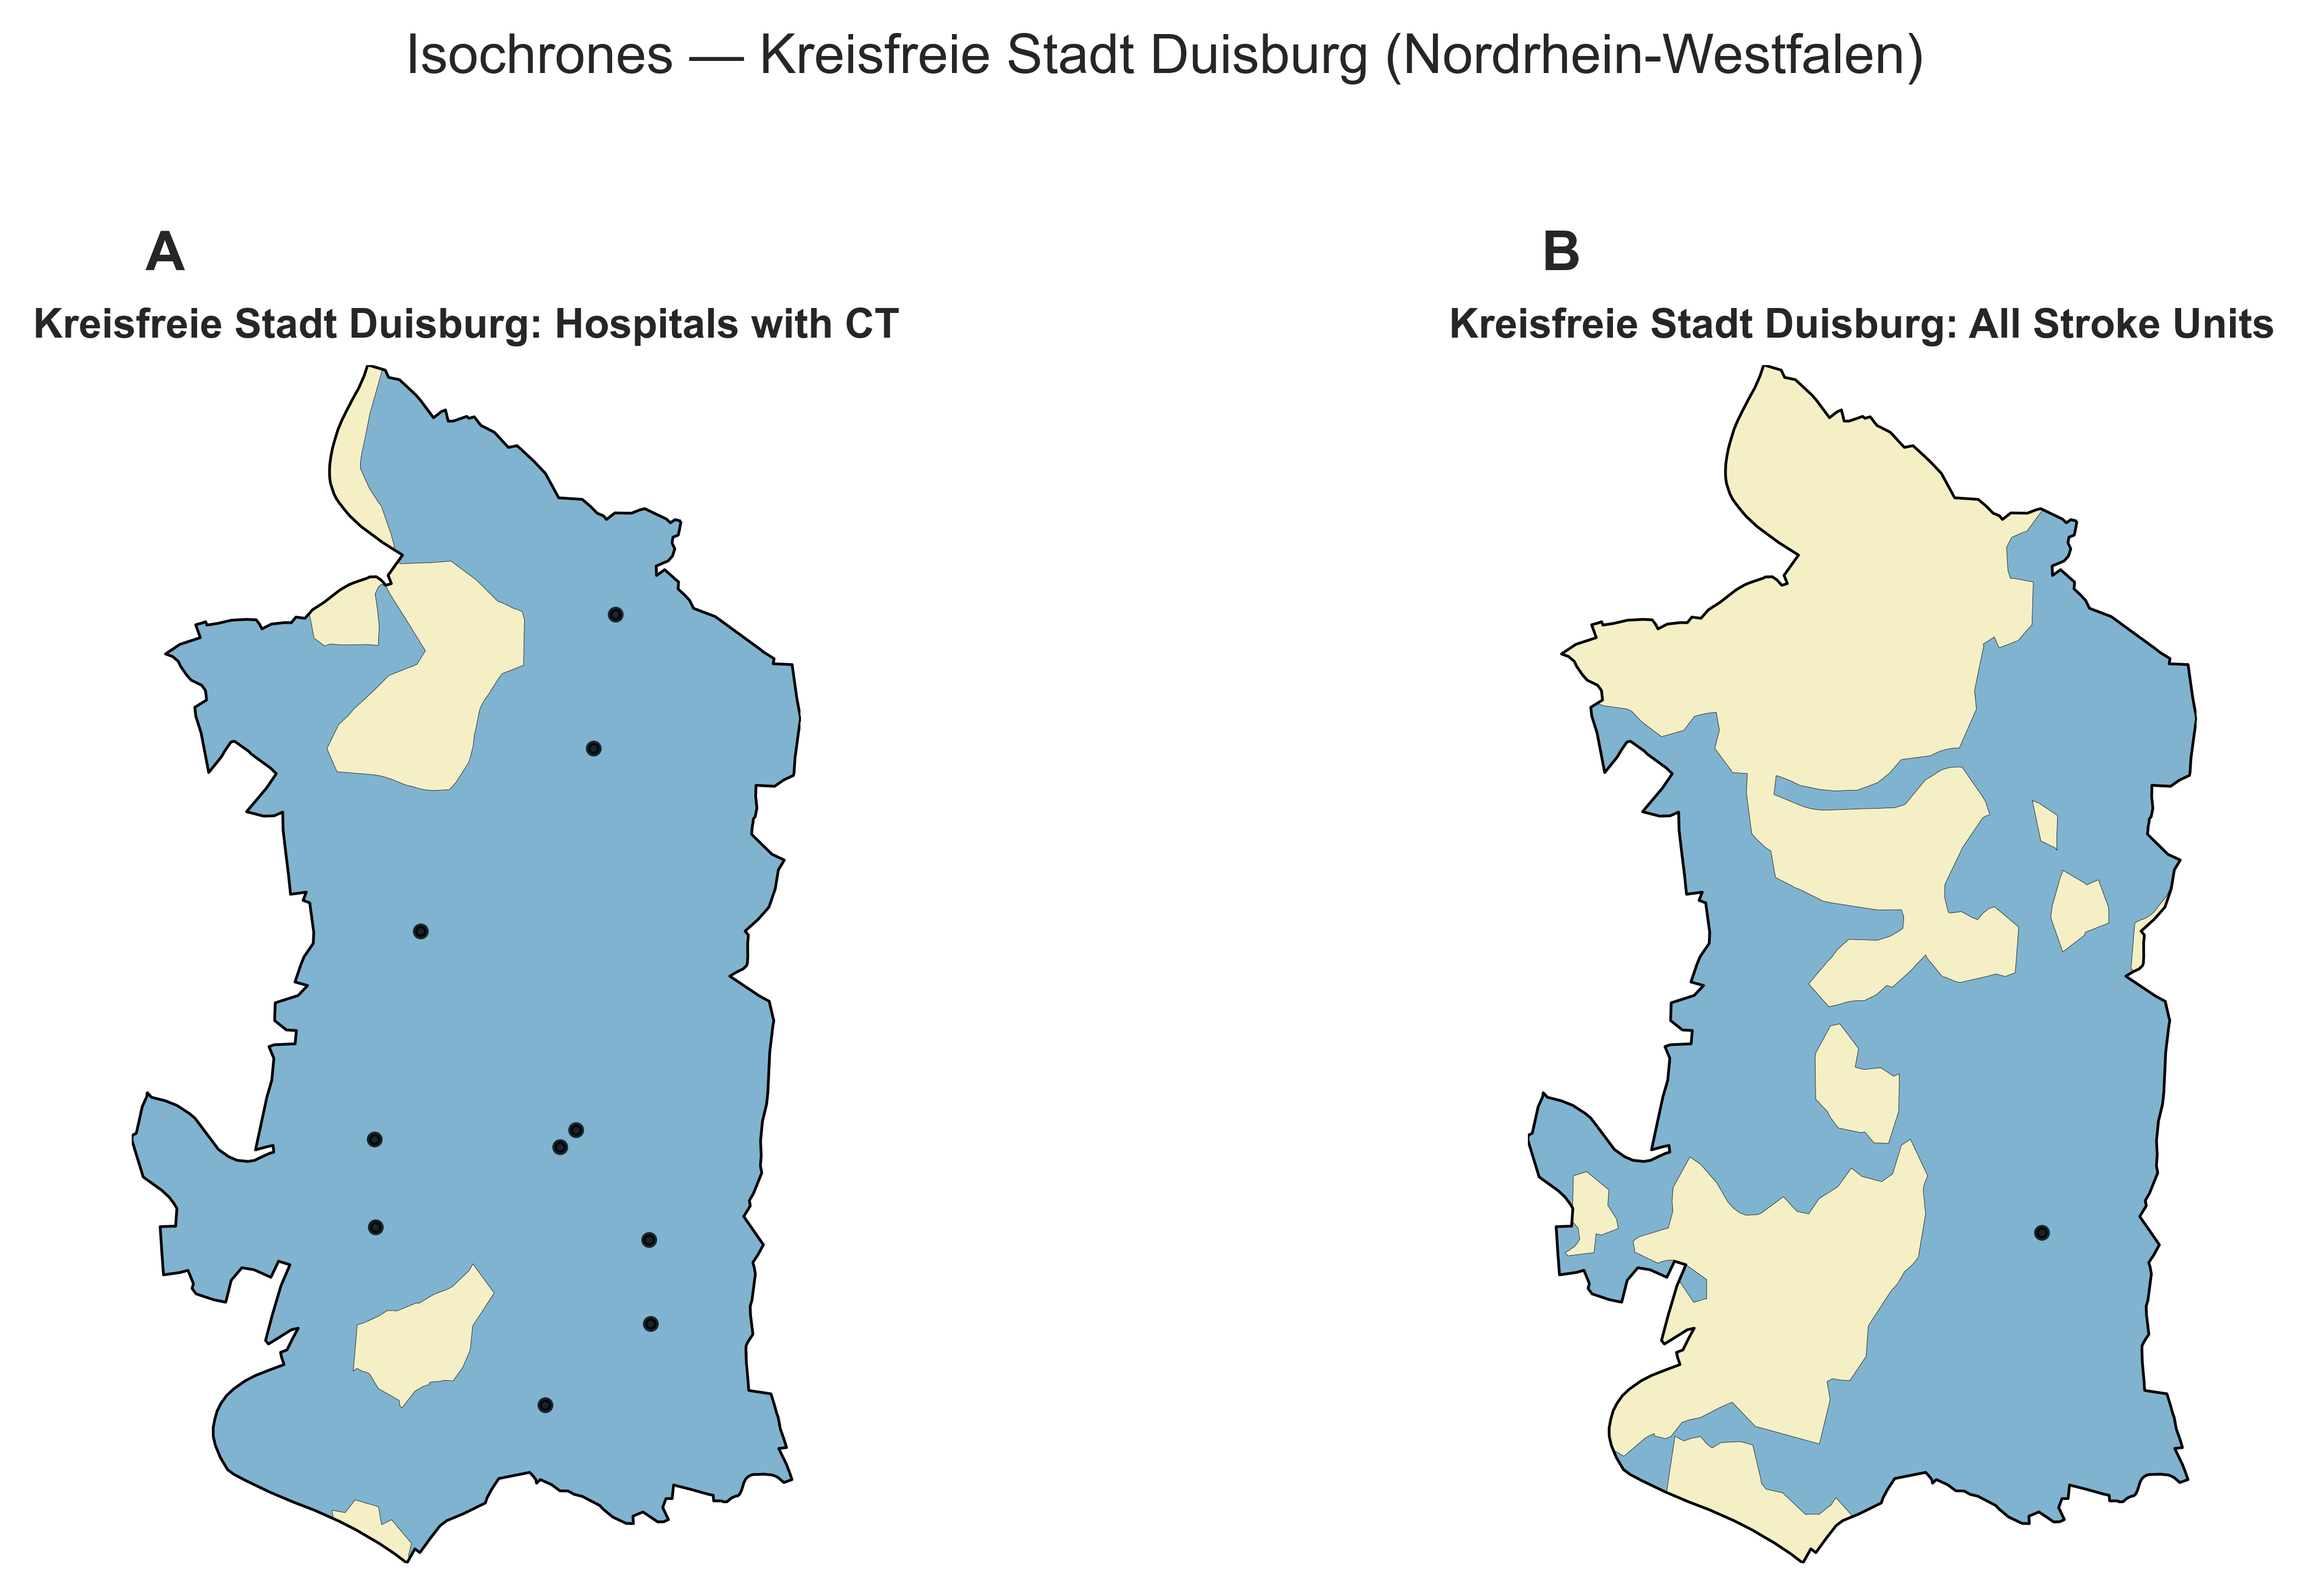 Isochrones — Kreisfreie Stadt Duisburg (Nordrhein-Westfalen)
A
Kreisfreie Stadt Duisburg: Hospitals with CT
B
Kreisfreie Stadt Duisburg: All Stroke Units